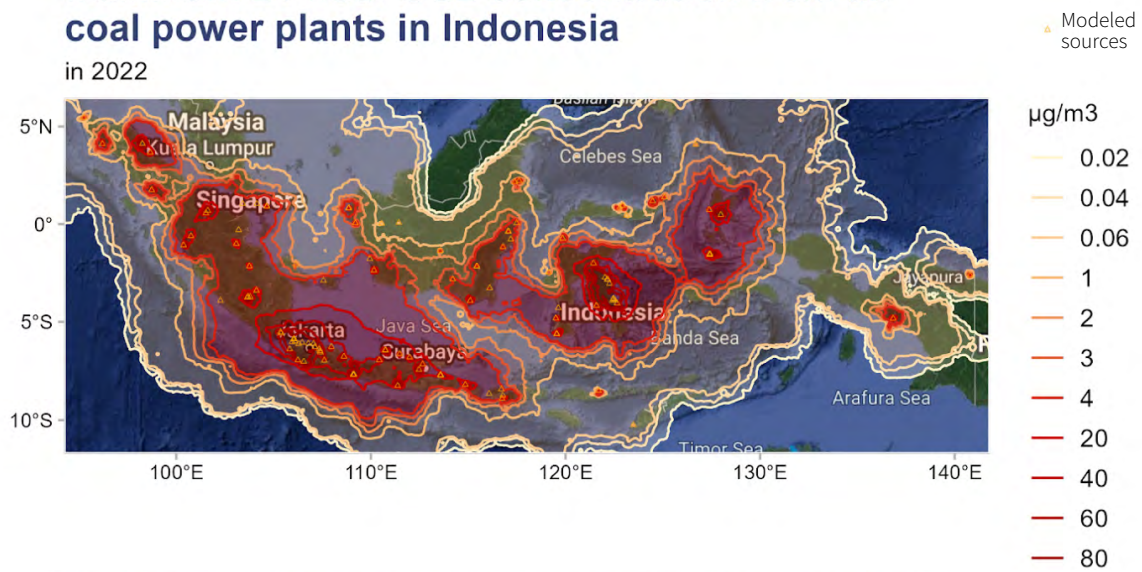 coal power plants in Indonesia
in 2022
Modeled
sources
µg/m3
0.02
0.04
0.06
1
2
3
4
20
40
60
80
5°N
0°
5°S
10°S
100°E
110°E
120°E
130°E
140°E
Malaysia
Kuala Lumpur
Singapore
Celebes Sea
Jayapura
Indonesia
Jakarta
Java Sea
Surabaya
Banda Sea
Arafura Sea
Timor Sea